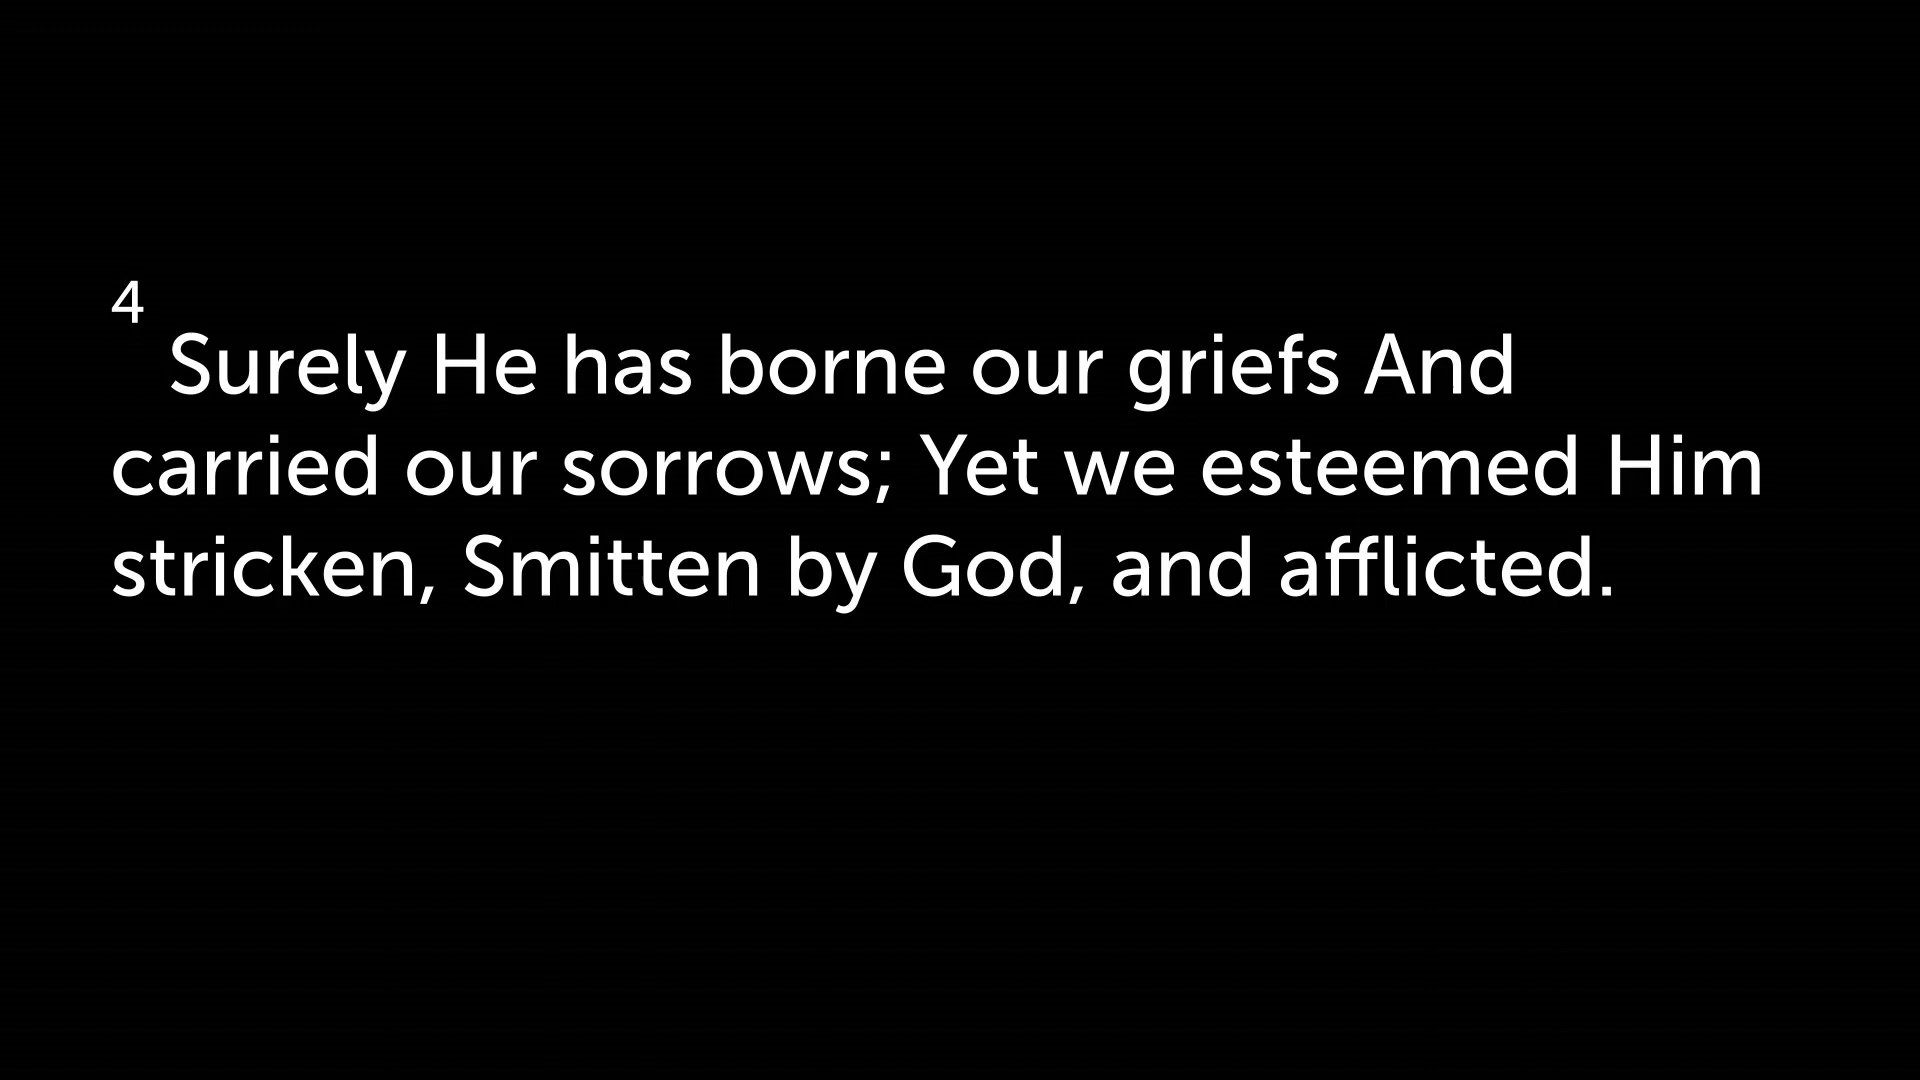 4
Surely He has borne our griefs And
carried our sorrows; Yet we esteemed Him
stricken, Smitten by God, and afflicted.